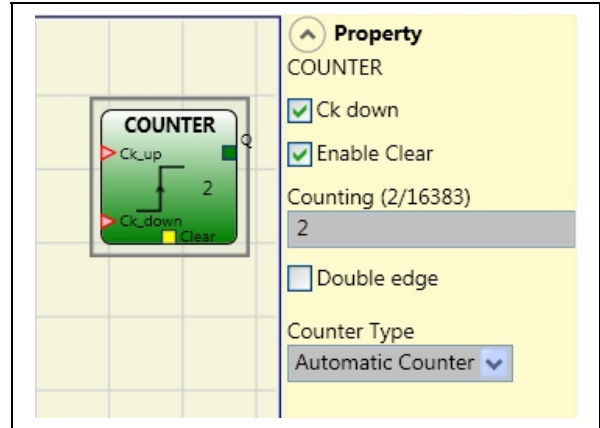 COUNTER
Q
Ck_up
2
Ck_down
Clear
Property
COUNTER
Ck down
Enable Clear
Counting (2/16383)
2
Double edge
Counter Type
Automatic Counter